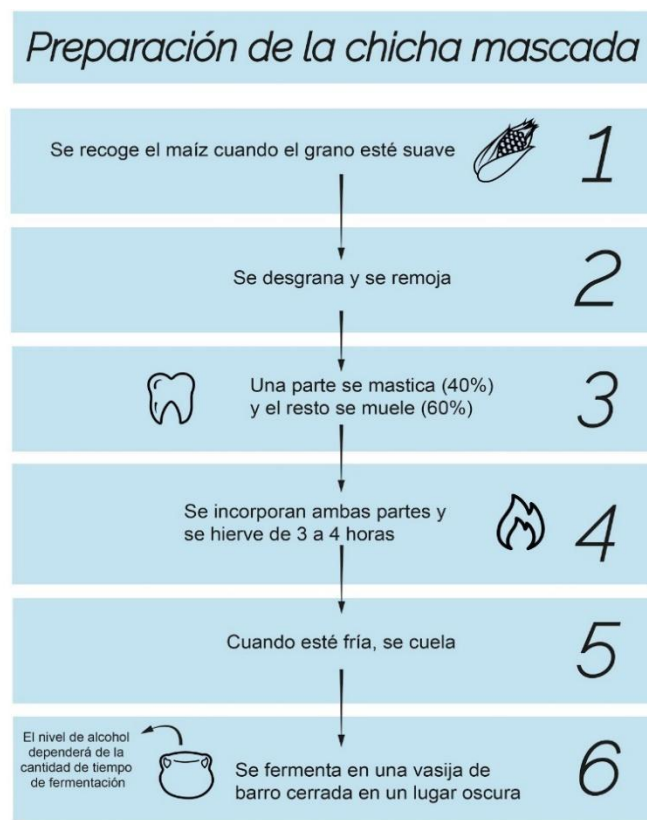 Preparación de la chicha mascada
Se recoge el maíz cuando el grano esté suave
1
Se desgrana y se remoja
2
Una parte se mastica (40%)
y el resto se muele (60%)
3
Se incorporan ambas partes y
se hierve de 3 a 4 horas
4
Cuando esté fría, se cuela
5
El nivel de alcohol
dependerá de la
cantidad de tiempo
de fermentación
Se fermenta en una vasija de
barro cerrada en un lugar oscura
6